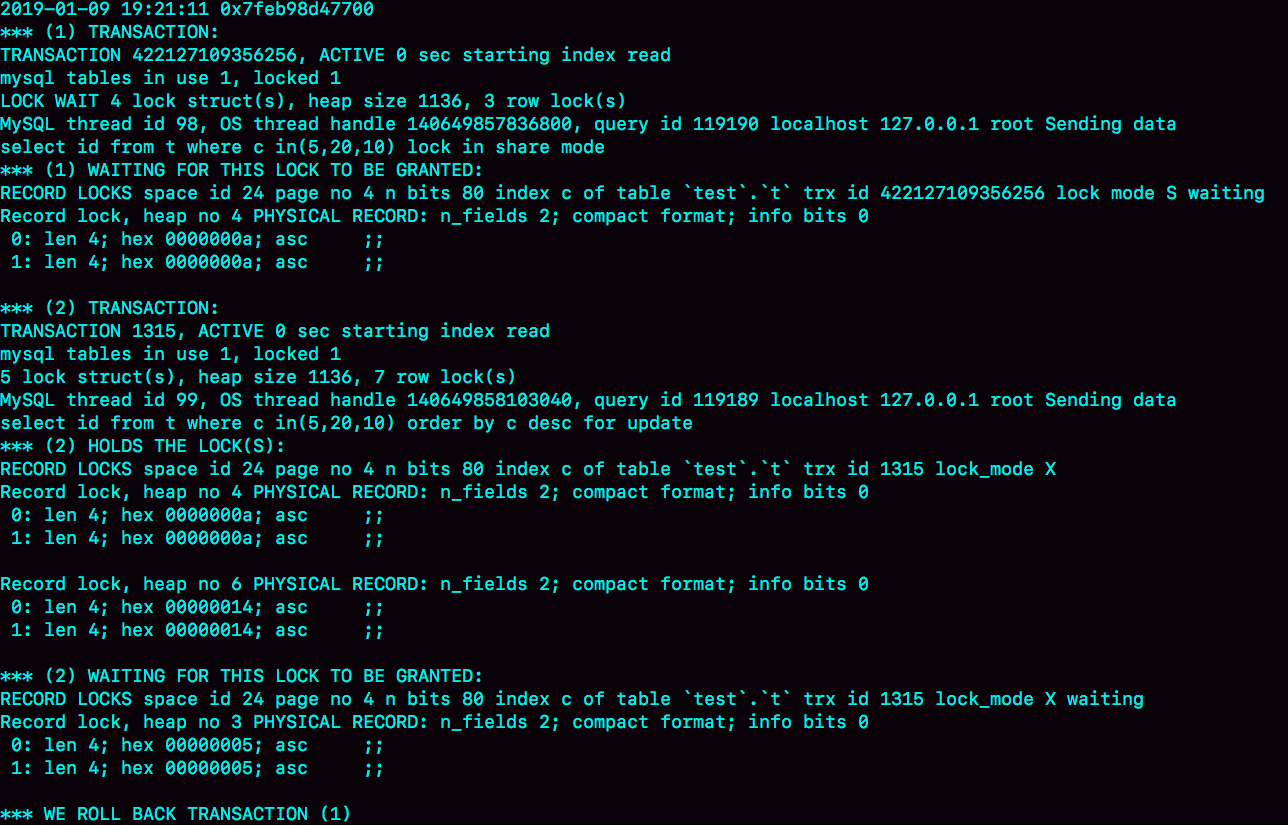 2019-01-09 19:21:11 0x7feb98d47700
*** (1) TRANSACTION:
TRANSACTION 422127109356256, ACTIVE 0 sec starting index read
mysql tables in use 1, locked 1
LOCK WAIT 4 lock struct(s), heap size 1136, 3 row lock(s)
MySQL thread id 98, OS thread handle 140649857836800, query id 119190 localhost 127.0.0.1 root Sending data
select id from t where c in(5,20,10) lock in share mode
*** (1) WAITING FOR THIS LOCK TO BE GRANTED:
RECORD LOCKS space id 24 page no 4 n bits 80 index c of table `test`.`t` trx id 422127109356256 lock mode S waiting
Record lock, heap no 4 PHYSICAL RECORD: n_fields 2; compact format; info bits 0
 0: len 4; hex 0000000a; asc     ;;
 1: len 4; hex 0000000a; asc     ;;

*** (2) TRANSACTION:
TRANSACTION 1315, ACTIVE 0 sec starting index read
mysql tables in use 1, locked 1
5 lock struct(s), heap size 1136, 7 row lock(s)
MySQL thread id 99, OS thread handle 140649858103040, query id 119189 localhost 127.0.0.1 root Sending data
select id from t where c in(5,20,10) order by c desc for update
*** (2) HOLDS THE LOCK(S):
RECORD LOCKS space id 24 page no 4 n bits 80 index c of table `test`.`t` trx id 1315 lock_mode X
Record lock, heap no 4 PHYSICAL RECORD: n_fields 2; compact format; info bits 0
 0: len 4; hex 0000000a; asc     ;;
 1: len 4; hex 0000000a; asc     ;;

Record lock, heap no 6 PHYSICAL RECORD: n_fields 2; compact format; info bits 0
 0: len 4; hex 00000014; asc     ;;
 1: len 4; hex 00000014; asc     ;;

*** (2) WAITING FOR THIS LOCK TO BE GRANTED:
RECORD LOCKS space id 24 page no 4 n bits 80 index c of table `test`.`t` trx id 1315 lock_mode X waiting
Record lock, heap no 3 PHYSICAL RECORD: n_fields 2; compact format; info bits 0
 0: len 4; hex 00000005; asc     ;;
 1: len 4; hex 00000005; asc     ;;

*** WE ROLL BACK TRANSACTION (1)